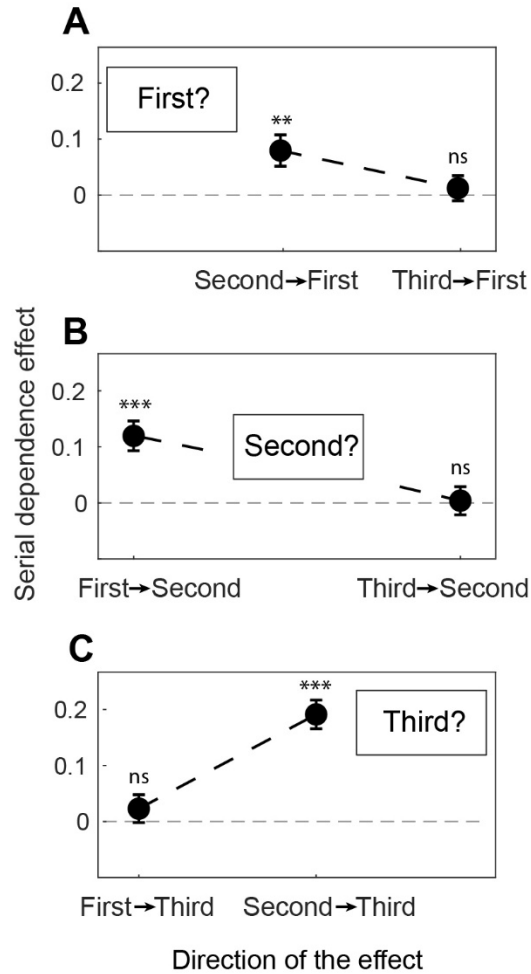 A
First?
0.2
0.1
0
**
ns
Second→First
Third→First
B
Second?
0.2
0.1
0
***
ns
First→Second
Third→Second
C
Third?
0.2
0.1
0
ns
***
First→Third
Second→Third
Serial dependence effect
Direction of the effect